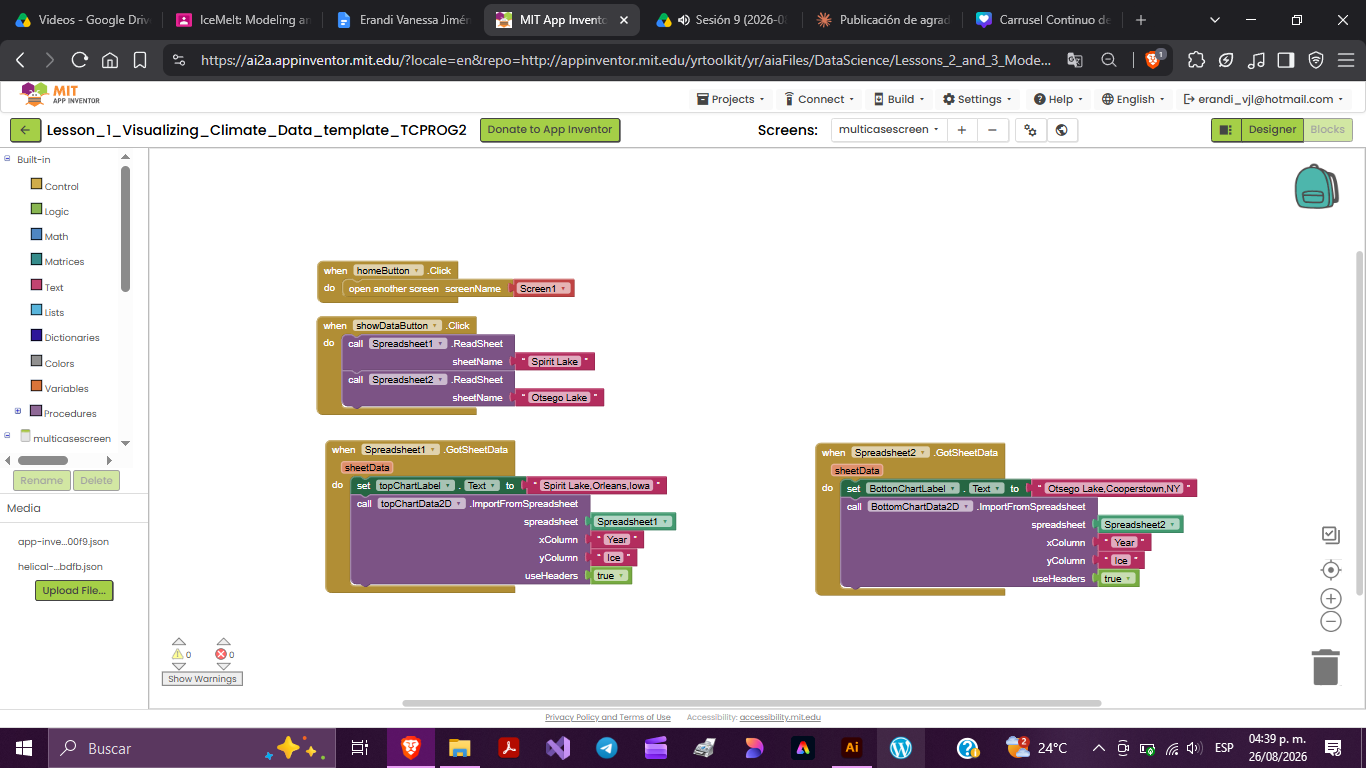 Videos - Google Driv
IceMelt: Modeling an
Erandi Vanessa Jimén
MIT App Invento
Sesión 9 (2026-08
Publicación de agrad
Carrusel Continuo de
https://ai2a.appinventor.mit.edu/?locale=en&repo=http://appinventor.mit.edu/yrtoolkit/yr/aiaFiles/DataScience/Lessons_2_and_3_Mode...
1
MIT
APP INVENTOR
Projects
Connect
Build
Settings
Help
English
erandi_vjl@hotmail.com
Lesson_1_Visualizing_Climate_Data_template_TCPROG2
Donate to App Inventor
Screens:
multicasescreen
Designer
Blocks
Built-in
Control
Logic
Math
Matrices
Text
Lists
Dictionaries
Colors
Variables
Procedures
multicasescreen
Rename
Delete
Media
app-inve...00f9.json
helical-...bdfb.json
Upload File...
when homeButton .Click
do open another screen screenName Screen1
when showDataButton .Click
do call Spreadsheet1 .ReadSheet
sheetName " Spirit Lake "
call Spreadsheet2 .ReadSheet
sheetName " Otsego Lake "
when Spreadsheet1 .GotSheetData
sheetData
do set topChartLabel . Text to " Spirit Lake,Orleans,Iowa "
call topChartData2D .ImportFromSpreadsheet
spreadsheet Spreadsheet1
xColumn " Year "
yColumn " Ice "
useHeaders true
when Spreadsheet2 .GotSheetData
sheetData
do set BottonChartLabel . Text to " Otsego Lake,Cooperstown,NY "
call BottomChartData2D .ImportFromSpreadsheet
spreadsheet Spreadsheet2
xColumn " Year "
yColumn " Ice "
useHeaders true
0
0
Show Warnings
Privacy Policy and Terms of Use
Accessibility: accessibility.mit.edu
Buscar
Ai
2
24°C
ESP
04:39 p. m.
26/08/2026